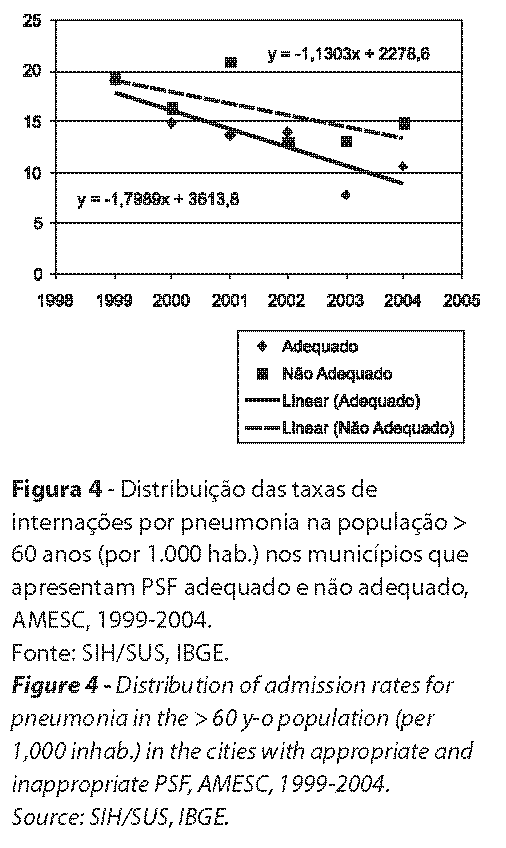 25
y = -1,1303x + 2278,6
20
15
10
y = -1,7989x + 3613,8
5
0
1998 1999 2000 2001 2002 2003 2004 2005
Adequado
Não Adequado
Linear (Adequado)
Linear (Não Adequado)
Figura 4 - Distribuição das taxas de
internações por pneumonia na população >
60 anos (por 1.000 hab.) nos municípios que
apresentam PSF adequado e não adequado,
AMESC, 1999-2004.
Fonte: SIH/SUS, IBGE.
Figure 4 - Distribution of admission rates for
pneumonia in the > 60 y-o population (per
1,000 inhab.) in the cities with appropriate and
inappropriate PSF, AMESC, 1999-2004.
Source: SIH/SUS, IBGE.